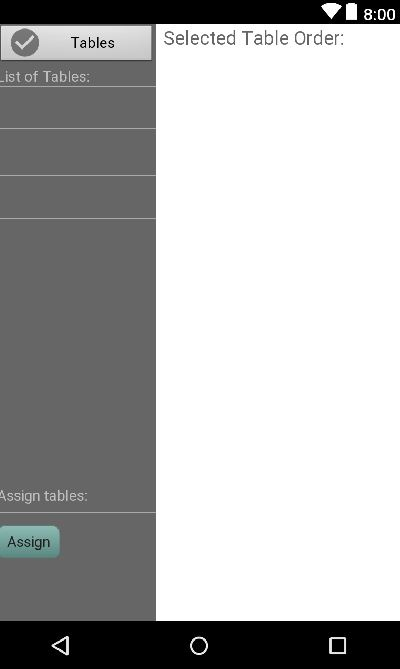 8:00
Tables
Selected Table Order:
List of Tables:
Assign tables:
Assign